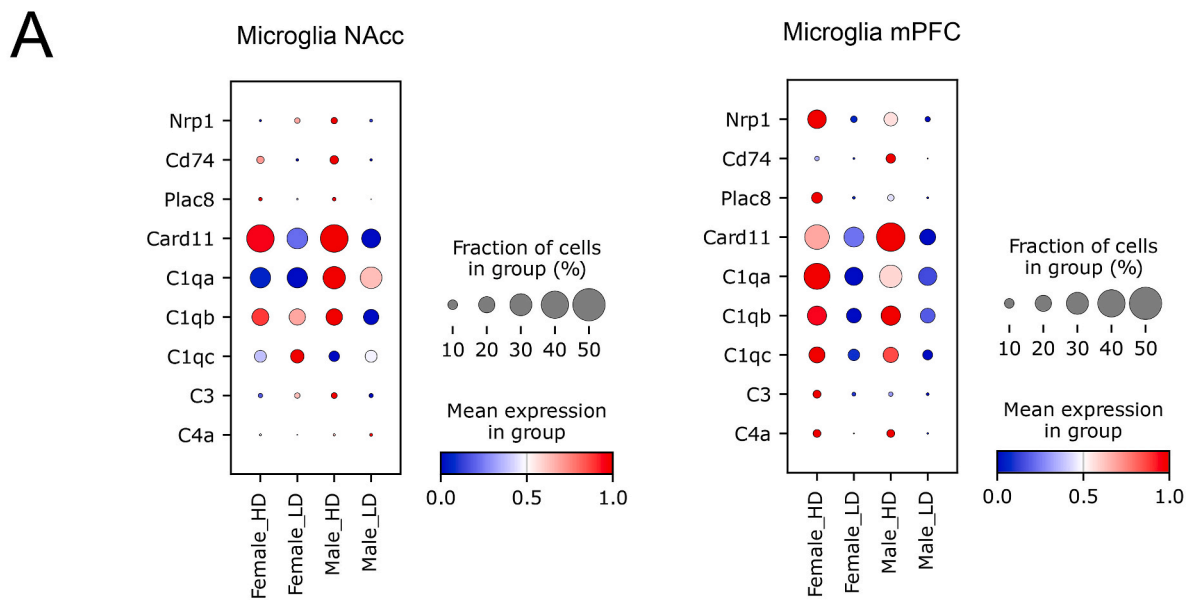 A
Microglia NAcc
Nrp1
Cd74
Plac8
Card11
C1qa
C1qb
C1qc
C3
C4a
Female_HD
Female_LD
Male_HD
Male_LD
Fraction of cells
in group (%)
10 20 30 40 50
Mean expression
in group
0.0 0.5 1.0
Microglia mPFC
Nrp1
Cd74
Plac8
Card11
C1qa
C1qb
C1qc
C3
C4a
Female_HD
Female_LD
Male_HD
Male_LD
Fraction of cells
in group (%)
10 20 30 40 50
Mean expression
in group
0.0 0.5 1.0